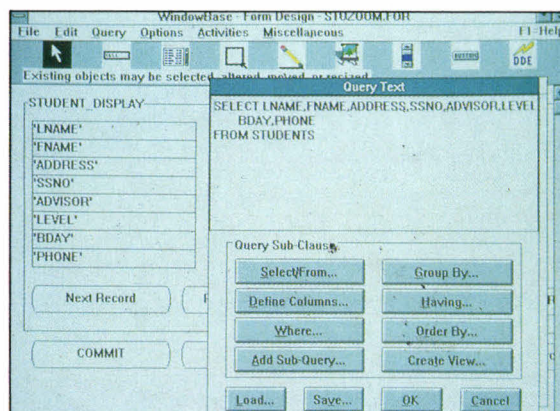 WindowBase - Form Design - STUZOOM.FOR
File Edit Query Options Activities Miscellaneous F1-Help
DDE
Existing objects may be selected, altered, moved, or resized
STUDENT_DISPLAY
'LNAME'
'FNAME'
'ADDRESS'
'SSNO'
'ADVISOR'
'LEVEL'
'BDAY'
'PHONE'
Next Record
COMMIT
Query Text
SELECT LNAME,FNAME,ADDRESS,SSNO,ADVISOR,LEVEL
BDAY,PHONE
FROM STUDENTS
Query Sub-Clause
Select/From...
Group By...
Define Columns...
Having...
Where...
Order By...
Add Sub-Query...
Create View...
Load...
Save...
OK
Cancel